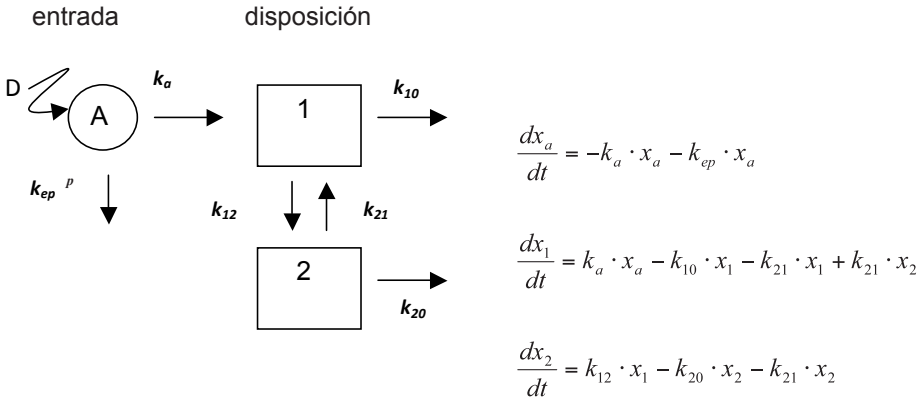 entrada disposición
D
A
k_a
1
k_10
k_ep p
k_12
k_21
2
k_20
dx_a/dt = -k_a · x_a - k_ep · x_a
dx_1/dt = k_a · x_a - k_10 · x_1 - k_21 · x_1 + k_21 · x_2
dx_2/dt = k_12 · x_1 - k_20 · x_2 - k_21 · x_2